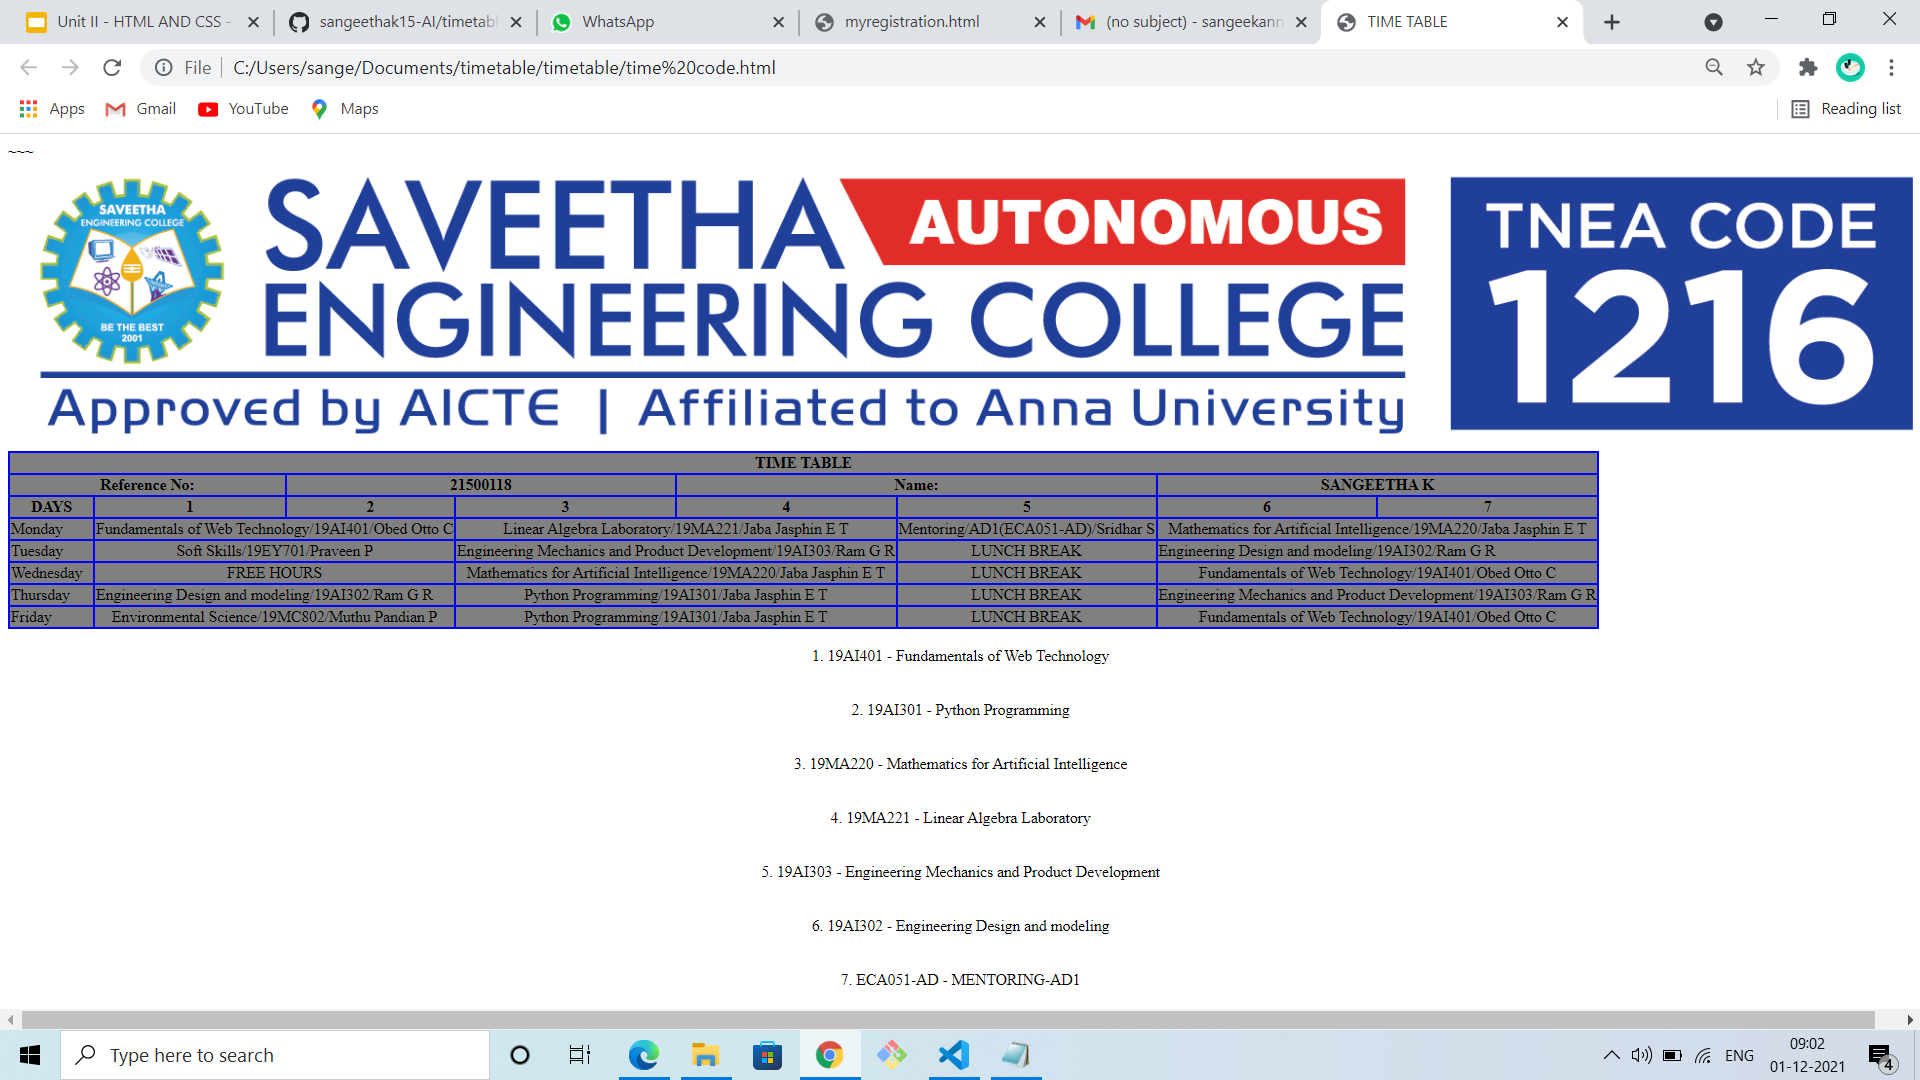 Unit II - HTML AND CSS -
sangeethak15-AI/timetabl
WhatsApp
myregistration.html
(no subject) - sangeekann
TIME TABLE
File
C:/Users/sange/Documents/timetable/timetable/time%20code.html
Apps
Gmail
YouTube
Maps
Reading list
~~~
SAVEETHA
ENGINEERING COLLEGE
BE THE BEST
2001
SAVEETHA AUTONOMOUS
ENGINEERING COLLEGE
Approved by AICTE | Affiliated to Anna University
TNEA CODE
1216
TIME TABLE
Reference No: 21500118 Name: SANGEETHA K
DAYS 1 2 3 4 5 6 7
Monday Fundamentals of Web Technology/19AI401/Obed Otto C Linear Algebra Laboratory/19MA221/Jaba Jasphin E T Mentoring/AD1(ECA051-AD)/Sridhar S Mathematics for Artificial Intelligence/19MA220/Jaba Jasphin E T
Tuesday Soft Skills/19EY701/Praveen P Engineering Mechanics and Product Development/19AI303/Ram G R LUNCH BREAK Engineering Design and modeling/19AI302/Ram G R
Wednesday FREE HOURS Mathematics for Artificial Intelligence/19MA220/Jaba Jasphin E T LUNCH BREAK Fundamentals of Web Technology/19AI401/Obed Otto C
Thursday Engineering Design and modeling/19AI302/Ram G R Python Programming/19AI301/Jaba Jasphin E T LUNCH BREAK Engineering Mechanics and Product Development/19AI303/Ram G R
Friday Environmental Science/19MC802/Muthu Pandian P Python Programming/19AI301/Jaba Jasphin E T LUNCH BREAK Fundamentals of Web Technology/19AI401/Obed Otto C
1. 19AI401 - Fundamentals of Web Technology
2. 19AI301 - Python Programming
3. 19MA220 - Mathematics for Artificial Intelligence
4. 19MA221 - Linear Algebra Laboratory
5. 19AI303 - Engineering Mechanics and Product Development
6. 19AI302 - Engineering Design and modeling
7. ECA051-AD - MENTORING-AD1
Type here to search
ENG
09:02
01-12-2021
4